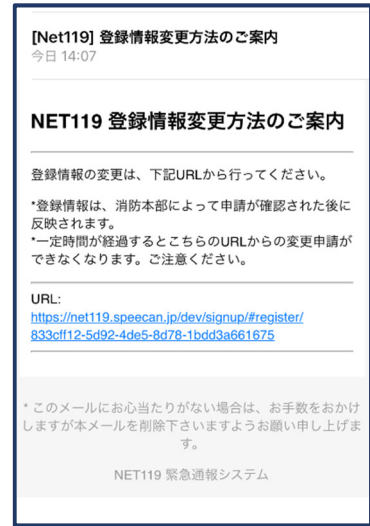 [Net119] 登録情報変更方法のご案内
今日 14:07
NET119 登録情報変更方法のご案内
登録情報の変更は、下記URLから行ってください。
*登録情報は、消防本部によって申請が確認された後に
反映されます。
*一定時間が経過するとこちらのURLからの変更申請が
できなくなります。ご注意ください。
URL:
https://net119.speecan.jp/dev/signup/#register/
833cff12-5d92-4de5-8d78-1bdd3a661675
* このメールにお心当たりがない場合は、お手数をおかけ
しますが本メールを削除下さいますようお願い申し上げま
す。
NET119 緊急通報システム